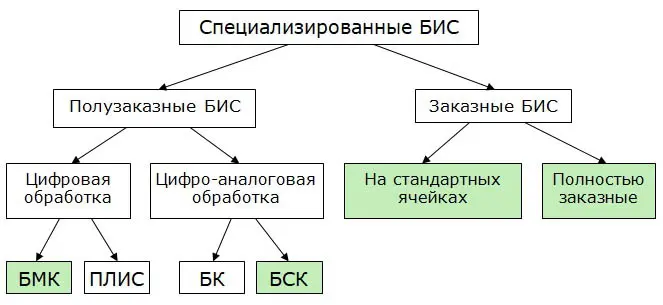 Специализированные БИС
Полузаказные БИС
Заказные БИС
Цифровая
обработка
Цифро-аналоговая
обработка
На стандартных
ячейках
Полностью
заказные
БМК
ПЛИС
БК
БСК